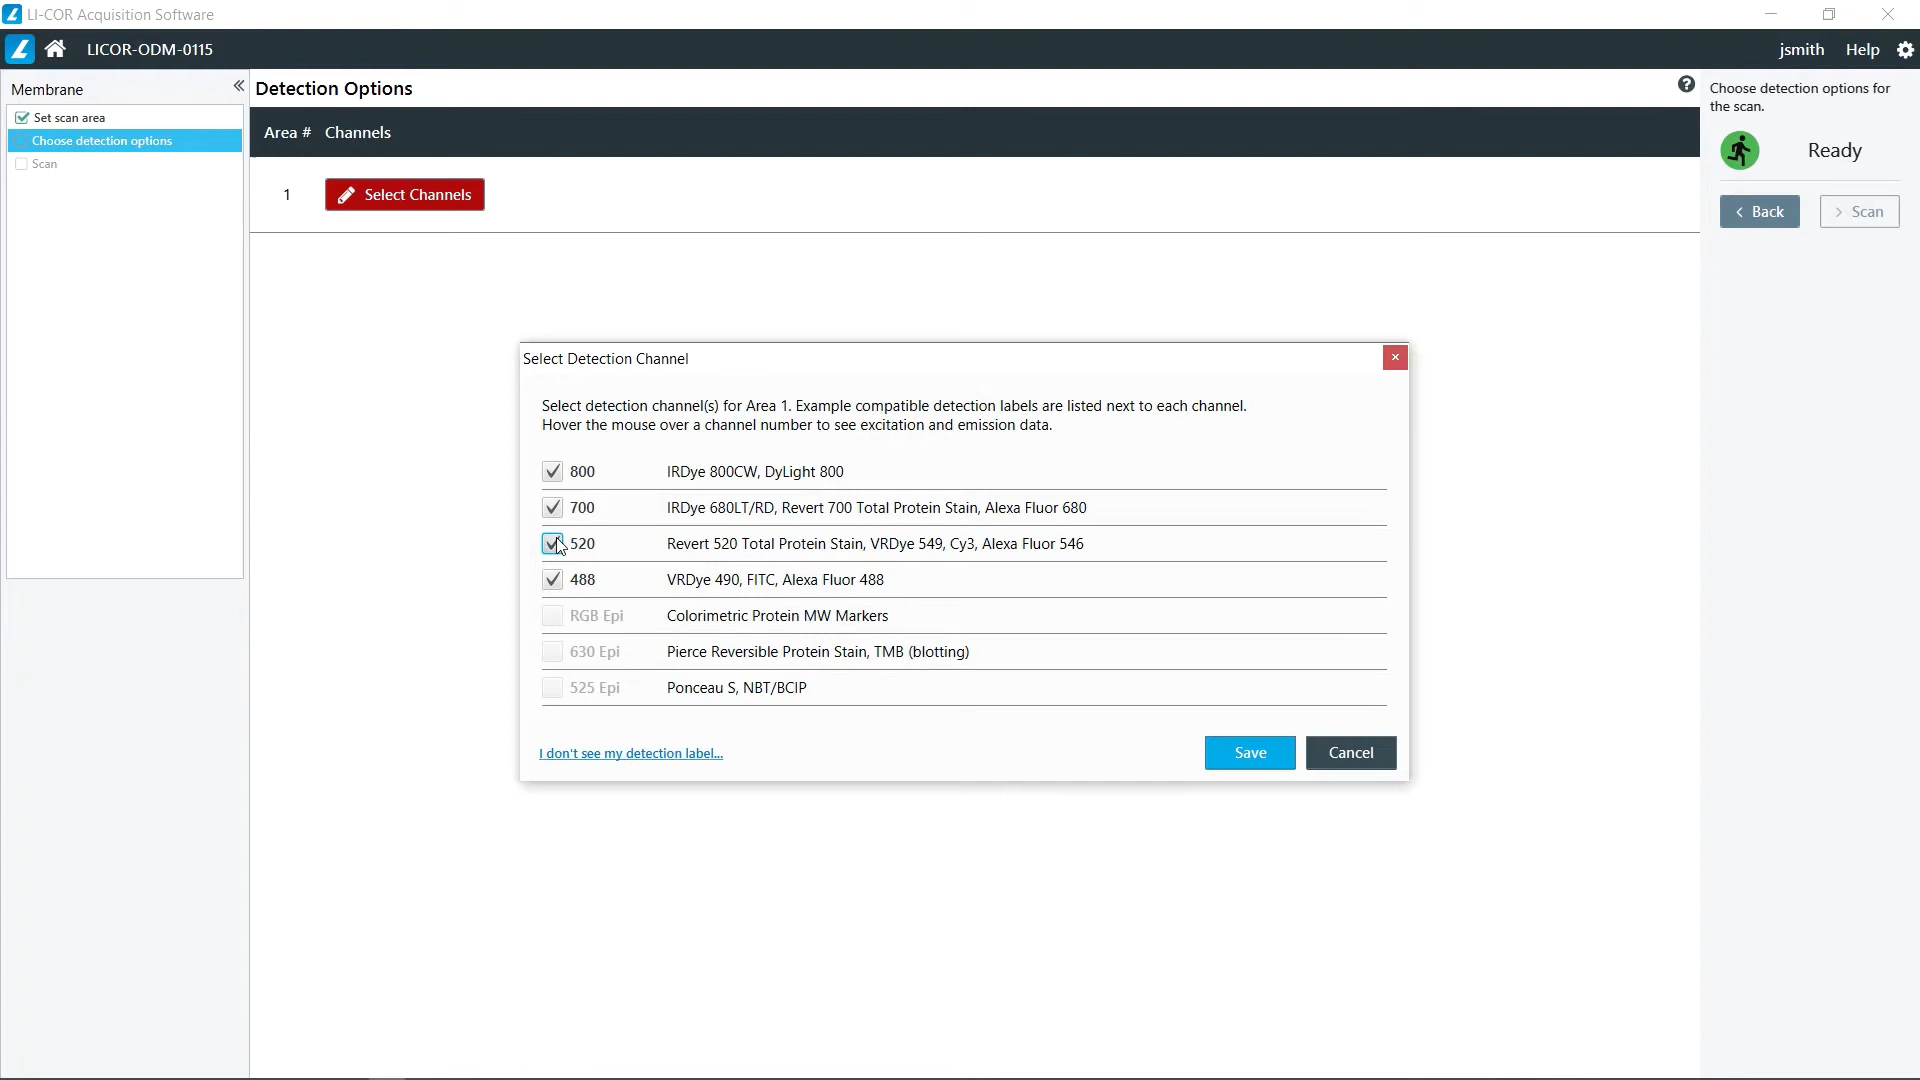 LI-COR Acquisition Software
LICOR-ODM-0115
jsmith Help
Membrane
Set scan area
Choose detection options
Scan
Detection Options
Area # Channels
1 Select Channels
Choose detection options for
the scan.
Ready
Back Scan
Select Detection Channel
Select detection channel(s) for Area 1. Example compatible detection labels are listed next to each channel.
Hover the mouse over a channel number to see excitation and emission data.
800 IRDye 800CW, DyLight 800
700 IRDye 680LT/RD, Revert 700 Total Protein Stain, Alexa Fluor 680
520 Revert 520 Total Protein Stain, VRDye 549, Cy3, Alexa Fluor 546
488 VRDye 490, FITC, Alexa Fluor 488
RGB Epi Colorimetric Protein MW Markers
630 Epi Pierce Reversible Protein Stain, TMB (blotting)
525 Epi Ponceau S, NBT/BCIP
I don't see my detection label...
Save Cancel